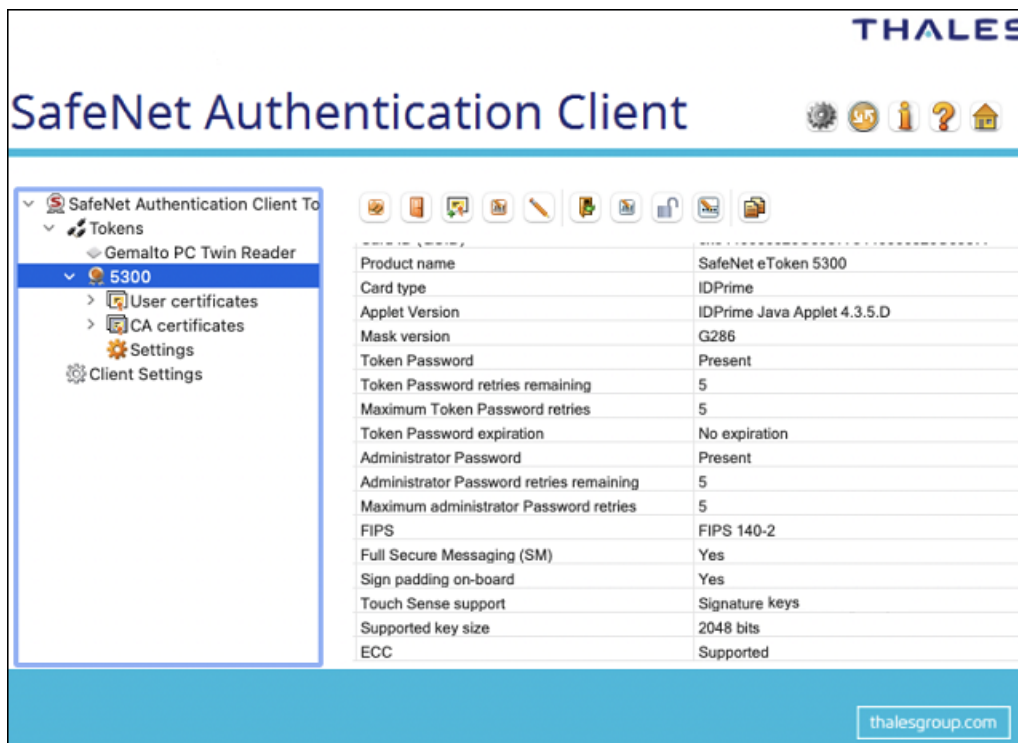 THALES
SafeNet Authentication Client
SafeNet Authentication Client To
Tokens
Gemalto PC Twin Reader
5300
User certificates
CA certificates
Settings
Client Settings
Product name SafeNet eToken 5300
Card type IDPrime
Applet Version IDPrime Java Applet 4.3.5.D
Mask version G286
Token Password Present
Token Password retries remaining 5
Maximum Token Password retries 5
Token Password expiration No expiration
Administrator Password Present
Administrator Password retries remaining 5
Maximum administrator Password retries 5
FIPS FIPS 140-2
Full Secure Messaging (SM) Yes
Sign padding on-board Yes
Touch Sense support Signature keys
Supported key size 2048 bits
ECC Supported
thalesgroup.com